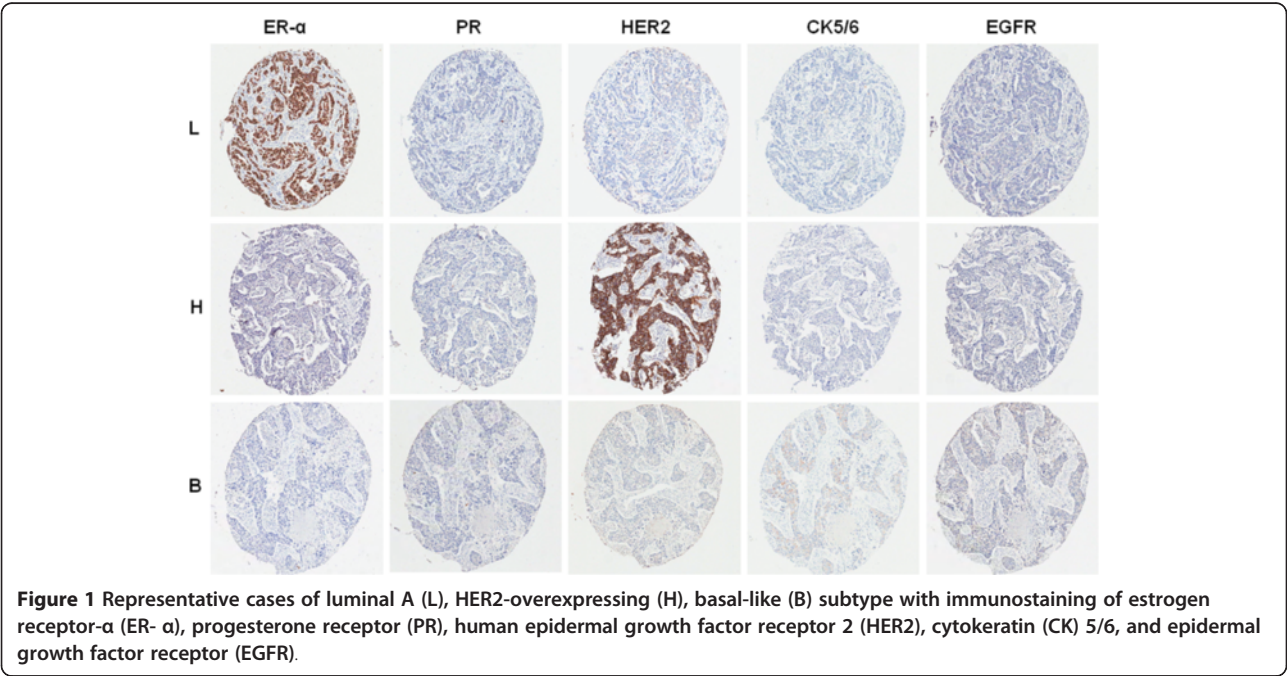 ER-α PR HER2 CK5/6 EGFR
L
H
B
Figure 1 Representative cases of luminal A (L), HER2-overexpressing (H), basal-like (B) subtype with immunostaining of estrogen
receptor-α (ER- α), progesterone receptor (PR), human epidermal growth factor receptor 2 (HER2), cytokeratin (CK) 5/6, and epidermal
growth factor receptor (EGFR).